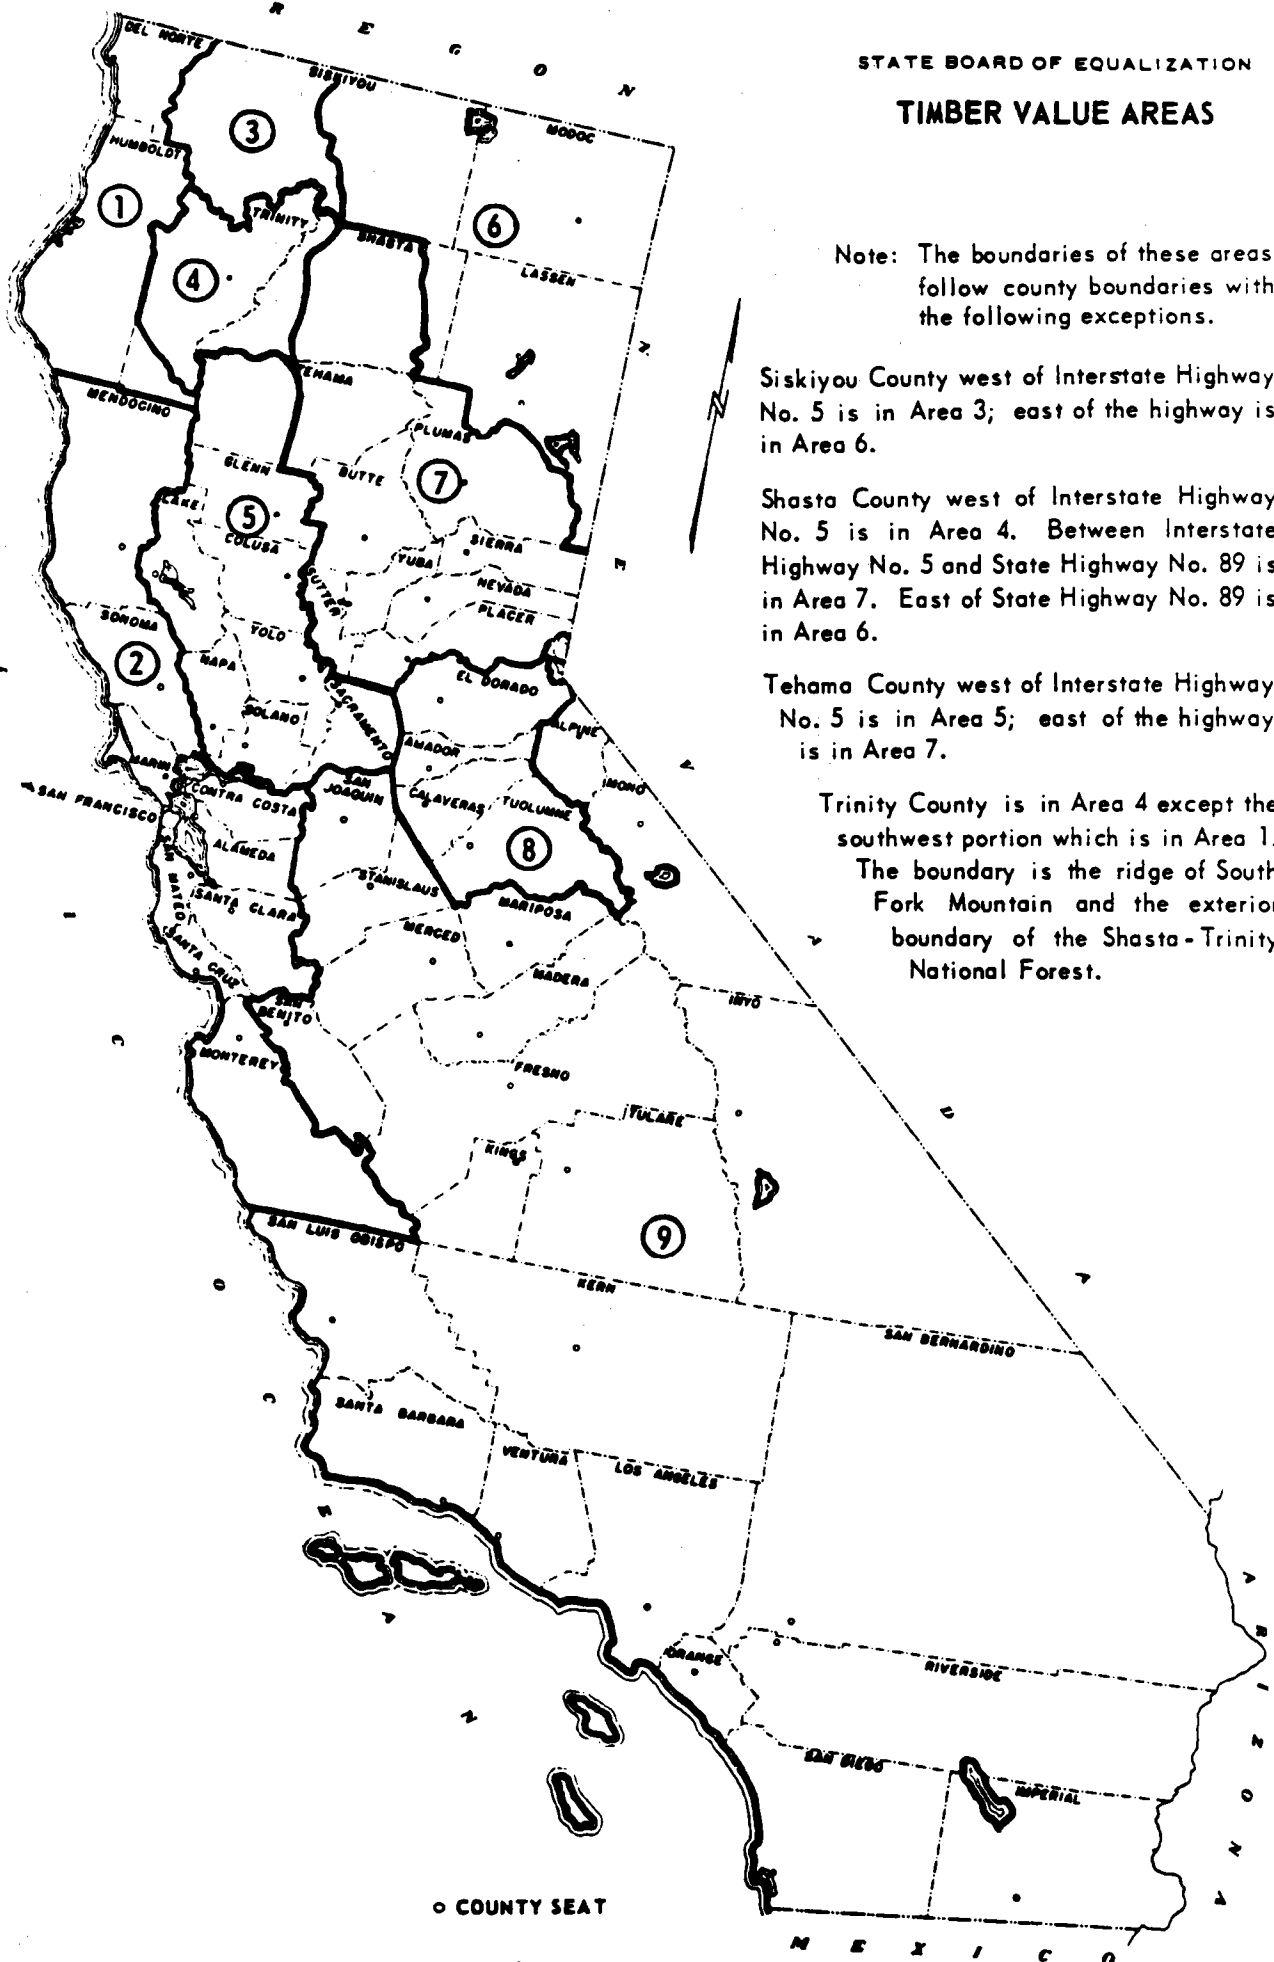 O R E G O N
STATE BOARD OF EQUALIZATION
TIMBER VALUE AREAS
Note: The boundaries of these areas
follow county boundaries with
the following exceptions.
Siskiyou County west of Interstate Highway
No. 5 is in Area 3; east of the highway is
in Area 6.
Shasta County west of Interstate Highway
No. 5 is in Area 4. Between Interstate
Highway No. 5 and State Highway No. 89 is
in Area 7. East of State Highway No. 89 is
in Area 6.
Tehama County west of Interstate Highway
No. 5 is in Area 5; east of the highway
is in Area 7.
Trinity County is in Area 4 except the
southwest portion which is in Area 1.
The boundary is the ridge of South
Fork Mountain and the exterior
boundary of the Shasta-Trinity
National Forest.
DEL NORTE
SISKIYOU
MODOC
3
HUMBOLDT
1
TRINITY
6
SHASTA
4
LASSEN
TEHAMA
MENDOCINO
PLUMAS
GLENN
BUTTE
7
LAKE
5
COLUSA
SIERRA
YUBA
SUTTER
NEVADA
PLACER
SONOMA
YOLO
2
NAPA
EL DORADO
SACRAMENTO
SOLANO
ALPINE
AMADOR
MARIN
SAN
JOAQUIN
CONTRA COSTA
MONO
SAN FRANCISCO
CALAVERAS
TUOLUMNE
ALAMEDA
8
SAN MATEO
STANISLAUS
SANTA CLARA
MARIPOSA
MERCED
SANTA CRUZ
MADERA
SAN
BENITO
INYO
MONTEREY
FRESNO
TULARE
KINGS
SAN LUIS OBISPO
9
KERN
SAN BERNARDINO
SANTA BARBARA
VENTURA
LOS ANGELES
ORANGE
RIVERSIDE
SAN DIEGO
IMPERIAL
N E V A D A
P A C I F I C
O C E A N
A R I Z O N A
COUNTY SEAT
M E X I C O